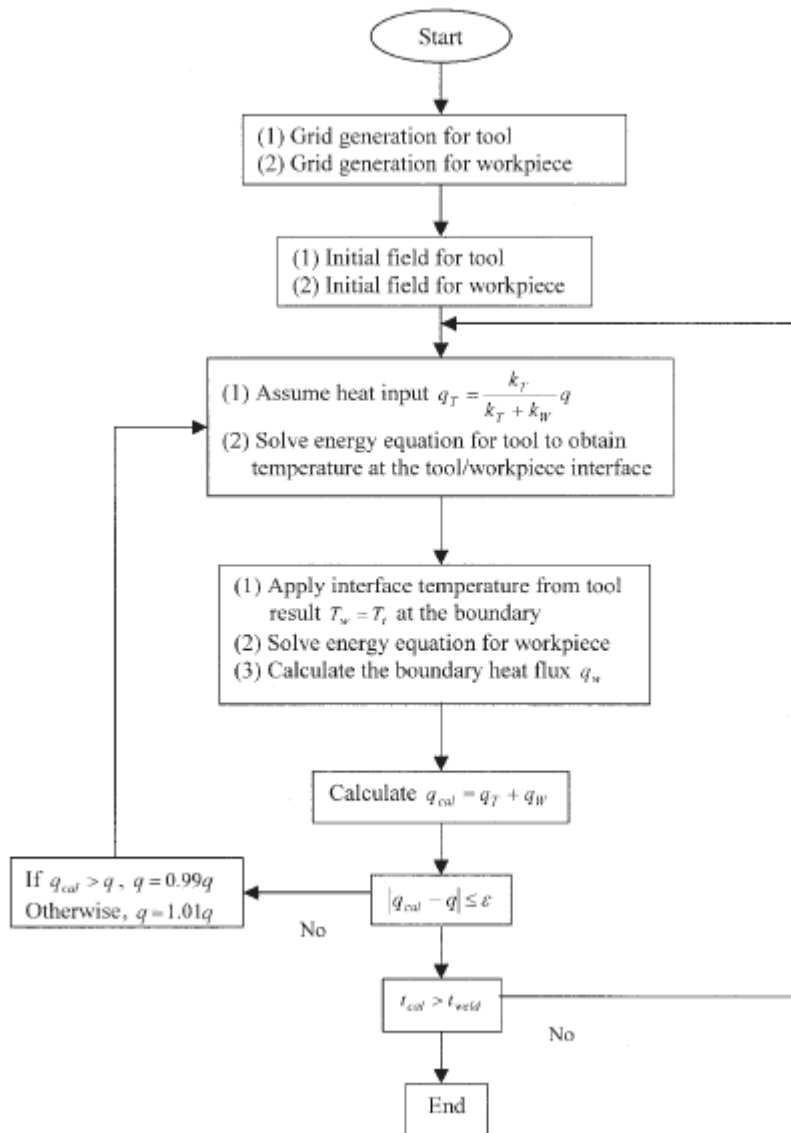 Start
(1) Grid generation for tool
(2) Grid generation for workpiece
(1) Initial field for tool
(2) Initial field for workpiece
(1) Assume heat input q_T = k_T / (k_T + k_W) q
(2) Solve energy equation for tool to obtain
temperature at the tool/workpiece interface
(1) Apply interface temperature from tool
result T_w = T_t at the boundary
(2) Solve energy equation for workpiece
(3) Calculate the boundary heat flux q_w
Calculate q_cal = q_T + q_W
If q_cal > q , q = 0.99q
Otherwise, q = 1.01q
No
|q_cal − q| ≤ ε
t_cal > t_weld
No
End